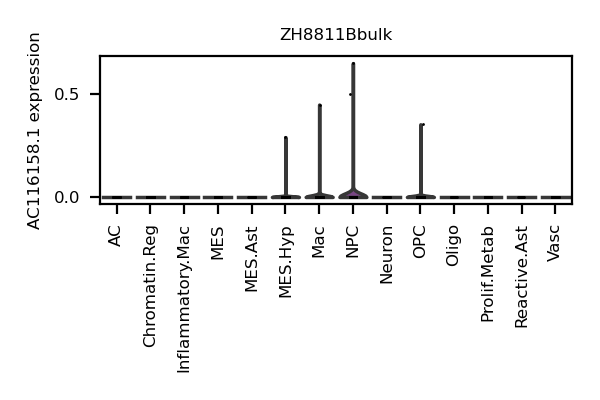 ZH8811Bbulk
AC116158.1 expression
0.5
0.0
AC
Chromatin.Reg
Inflammatory.Mac
MES
MES.Ast
MES.Hyp
Mac
NPC
Neuron
OPC
Oligo
Prolif.Metab
Reactive.Ast
Vasc